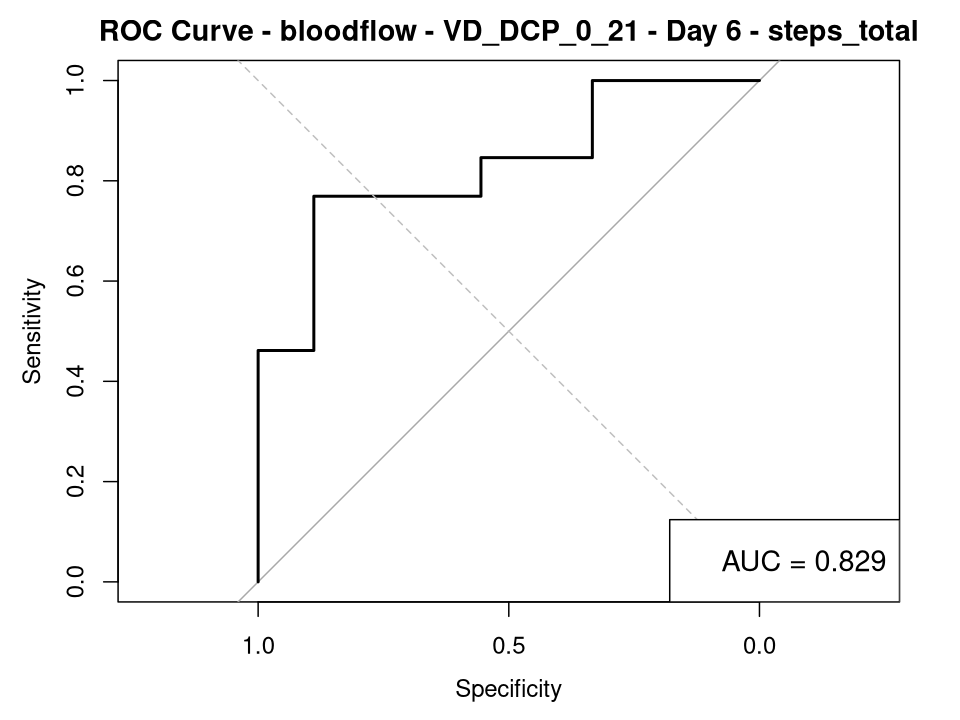 ROC Curve - bloodflow - VD_DCP_0_21 - Day 6 - steps_total
1.0
0.8
0.6
0.4
0.2
0.0
Sensitivity
AUC = 0.829
1.0 0.5 0.0
Specificity